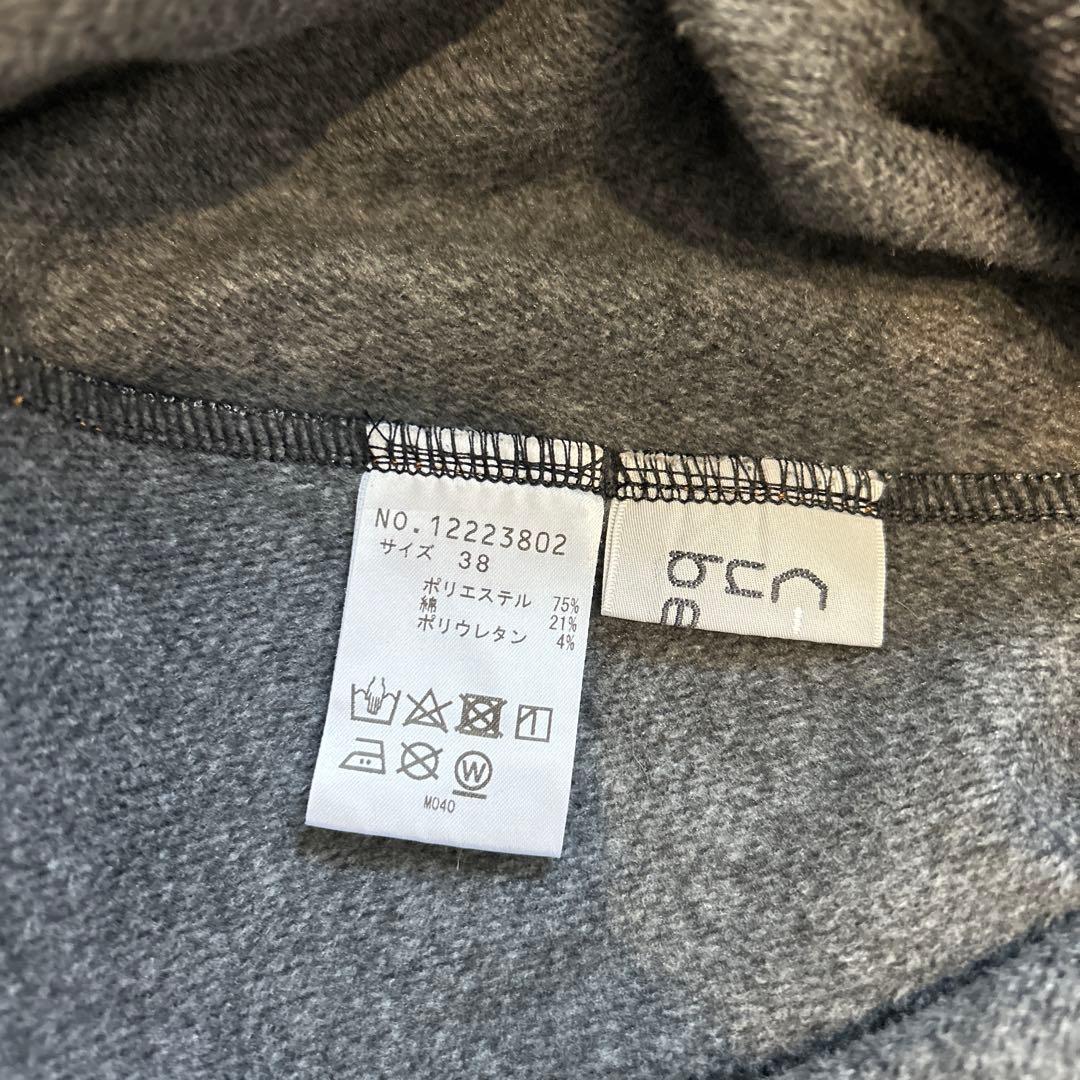 NO.12223802
サイズ 38
ポリエステル 75%
綿 21%
ポリウレタン 4%
W
M040